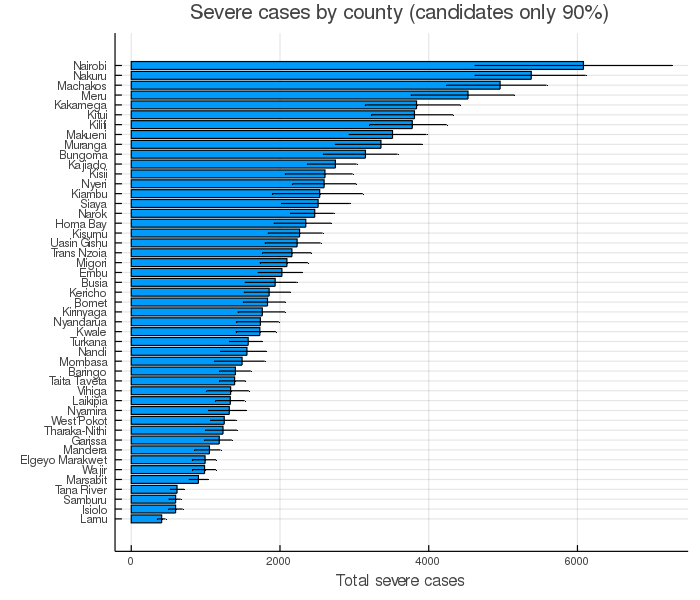 Severe cases by county (candidates only 90%)
Nairobi
Nakuru
Machakos
Meru
Kakamega
Kitui
Kilifi
Makueni
Muranga
Bungoma
Kajiado
Kisii
Nyeri
Kiambu
Siaya
Narok
Homa Bay
Kisumu
Uasin Gishu
Trans Nzoia
Migori
Embu
Busia
Kericho
Bomet
Kirinyaga
Nyandarua
Kwale
Turkana
Nandi
Mombasa
Baringo
Taita Taveta
Vihiga
Laikipia
Nyamira
West Pokot
Tharaka-Nithi
Garissa
Mandera
Elgeyo Marakwet
Wajir
Marsabit
Tana River
Samburu
Isiolo
Lamu
0 2000 4000 6000
Total severe cases